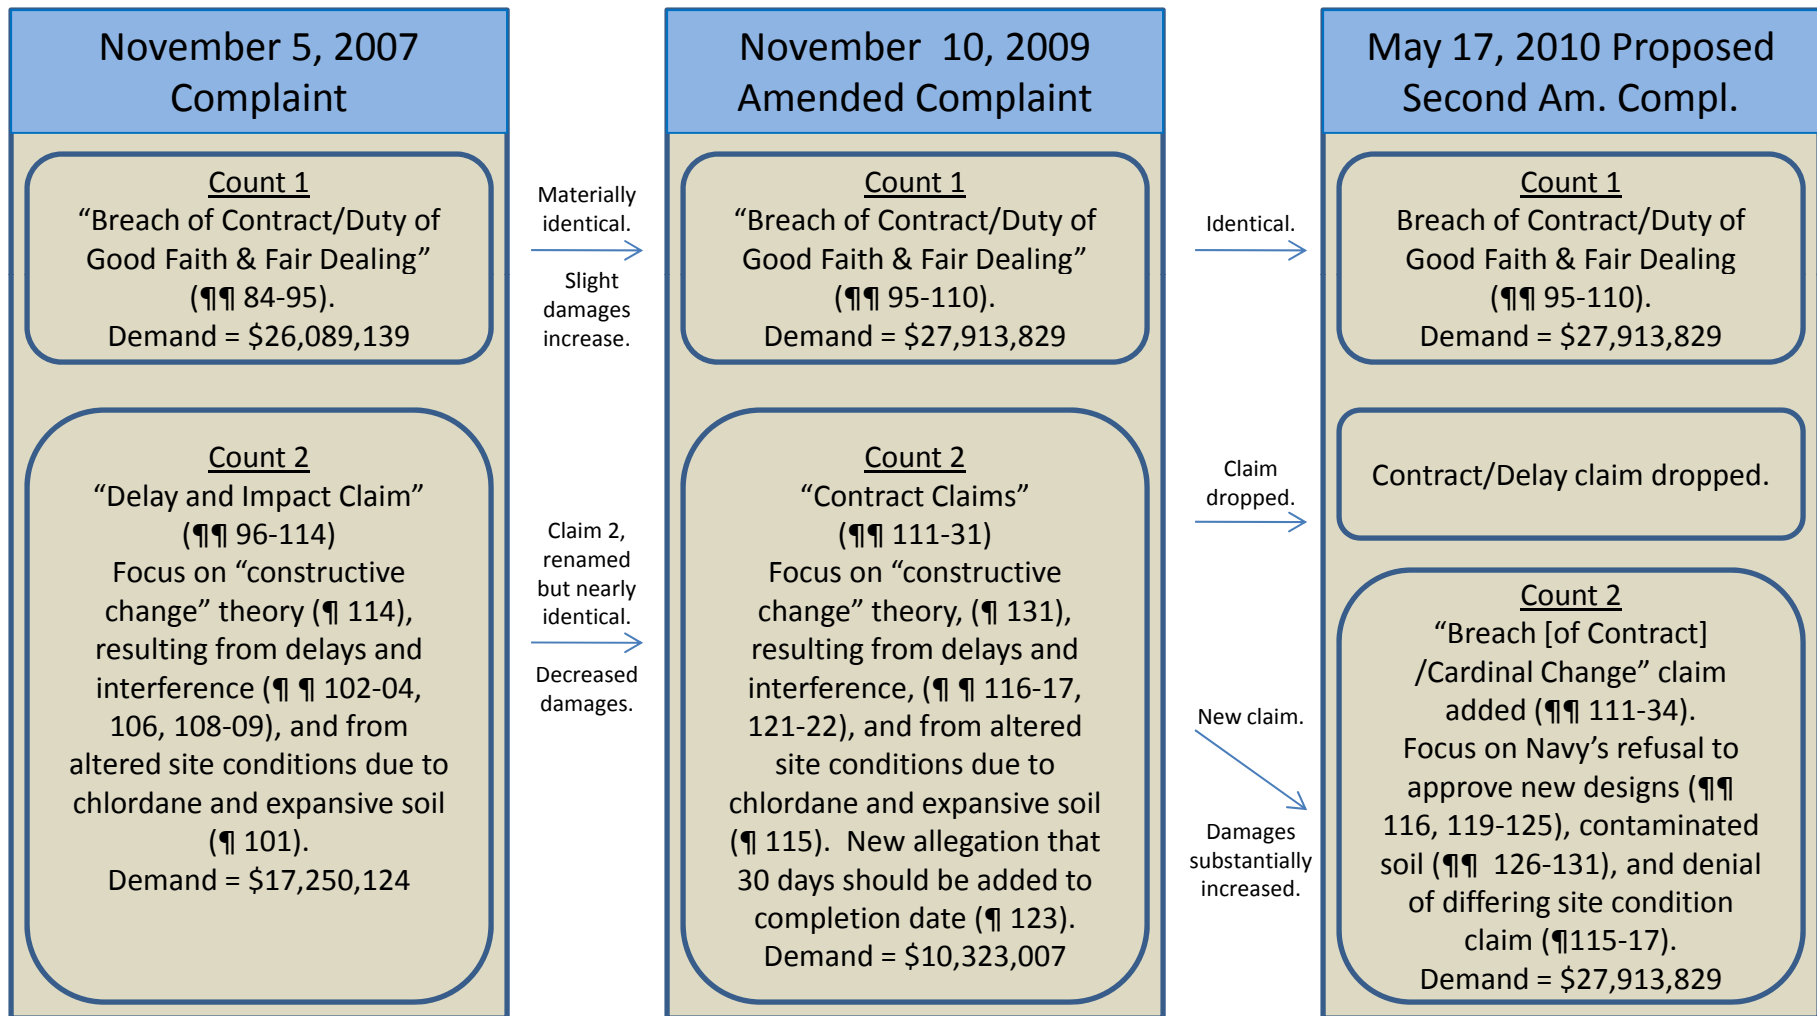 November 5, 2007
Complaint
Count 1
“Breach of Contract/Duty of
Good Faith & Fair Dealing”
(¶¶ 84-95).
Demand = $26,089,139
Count 2
“Delay and Impact Claim”
(¶¶ 96-114)
Focus on “constructive
change” theory (¶ 114),
resulting from delays and
interference (¶ ¶ 102-04,
106, 108-09), and from
altered site conditions due to
chlordane and expansive soil
(¶ 101).
Demand = $17,250,124
Materially
identical.
Slight
damages
increase.
Claim 2,
renamed
but nearly
identical.
Decreased
damages.
November  10, 2009
Amended Complaint
Count 1
“Breach of Contract/Duty of
Good Faith & Fair Dealing”
(¶¶ 95-110).
Demand = $27,913,829
Count 2
“Contract Claims”
(¶¶ 111-31)
Focus on “constructive
change” theory, (¶ 131),
resulting from delays and
interference, (¶ ¶ 116-17,
121-22), and from altered
site conditions due to
chlordane and expansive soil
(¶ 115).  New allegation that
30 days should be added to
completion date (¶ 123).
Demand = $10,323,007
Identical.
Claim
dropped.
New claim.
Damages
substantially
increased.
May 17, 2010 Proposed
Second Am. Compl.
Count 1
Breach of Contract/Duty of
Good Faith & Fair Dealing
(¶¶ 95-110).
Demand = $27,913,829
Contract/Delay claim dropped.
Count 2
“Breach [of Contract]
/Cardinal Change” claim
added (¶¶ 111-34).
Focus on Navy’s refusal to
approve new designs (¶¶
116, 119-125), contaminated
soil (¶¶  126-131), and denial
of differing site condition
claim (¶115-17).
Demand = $27,913,829